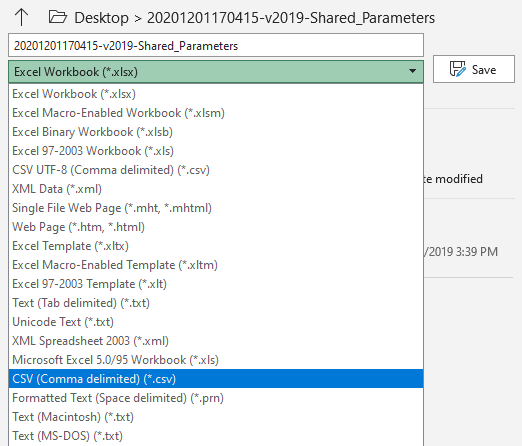 Desktop > 20201201170415-v2019-Shared_Parameters
20201201170415-v2019-Shared_Parameters
Excel Workbook (*.xlsx)
Save
Excel Workbook (*.xlsx)
Excel Macro-Enabled Workbook (*.xlsm)
Excel Binary Workbook (*.xlsb)
Excel 97-2003 Workbook (*.xls)
CSV UTF-8 (Comma delimited) (*.csv)
XML Data (*.xml)
te modified
Single File Web Page (*.mht, *.mhtml)
Web Page (*.htm, *.html)
Excel Template (*.xltx)
/2019 3:39 PM
Excel Macro-Enabled Template (*.xltm)
Excel 97-2003 Template (*.xlt)
Text (Tab delimited) (*.txt)
Unicode Text (*.txt)
XML Spreadsheet 2003 (*.xml)
Microsoft Excel 5.0/95 Workbook (*.xls)
CSV (Comma delimited) (*.csv)
Formatted Text (Space delimited) (*.prn)
Text (Macintosh) (*.txt)
Text (MS-DOS) (*.txt)